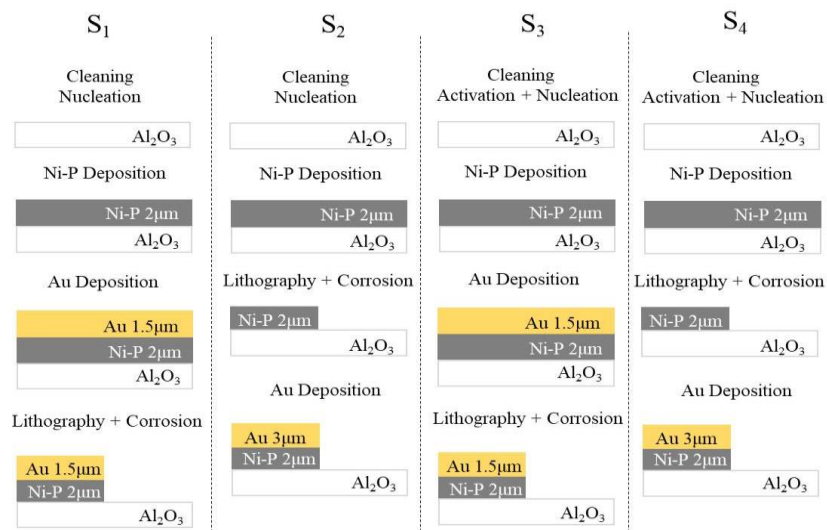 S₁
Cleaning
Nucleation
Al₂O₃
Ni-P Deposition
Ni-P 2μm
Al₂O₃
Au Deposition
Au 1.5μm
Ni-P 2μm
Al₂O₃
Lithography + Corrosion
Au 1.5μm
Ni-P 2μm
Al₂O₃
S₂
Cleaning
Nucleation
Al₂O₃
Ni-P Deposition
Ni-P 2μm
Al₂O₃
Lithography + Corrosion
Ni-P 2μm
Al₂O₃
Au Deposition
Au 3μm
Ni-P 2μm
Al₂O₃
S₃
Cleaning
Activation + Nucleation
Al₂O₃
Ni-P Deposition
Ni-P 2μm
Al₂O₃
Au Deposition
Au 1.5μm
Ni-P 2μm
Al₂O₃
Lithography + Corrosion
Au 1.5μm
Ni-P 2μm
Al₂O₃
S₄
Cleaning
Activation + Nucleation
Al₂O₃
Ni-P Deposition
Ni-P 2μm
Al₂O₃
Lithography + Corrosion
Ni-P 2μm
Al₂O₃
Au Deposition
Au 3μm
Ni-P 2μm
Al₂O₃